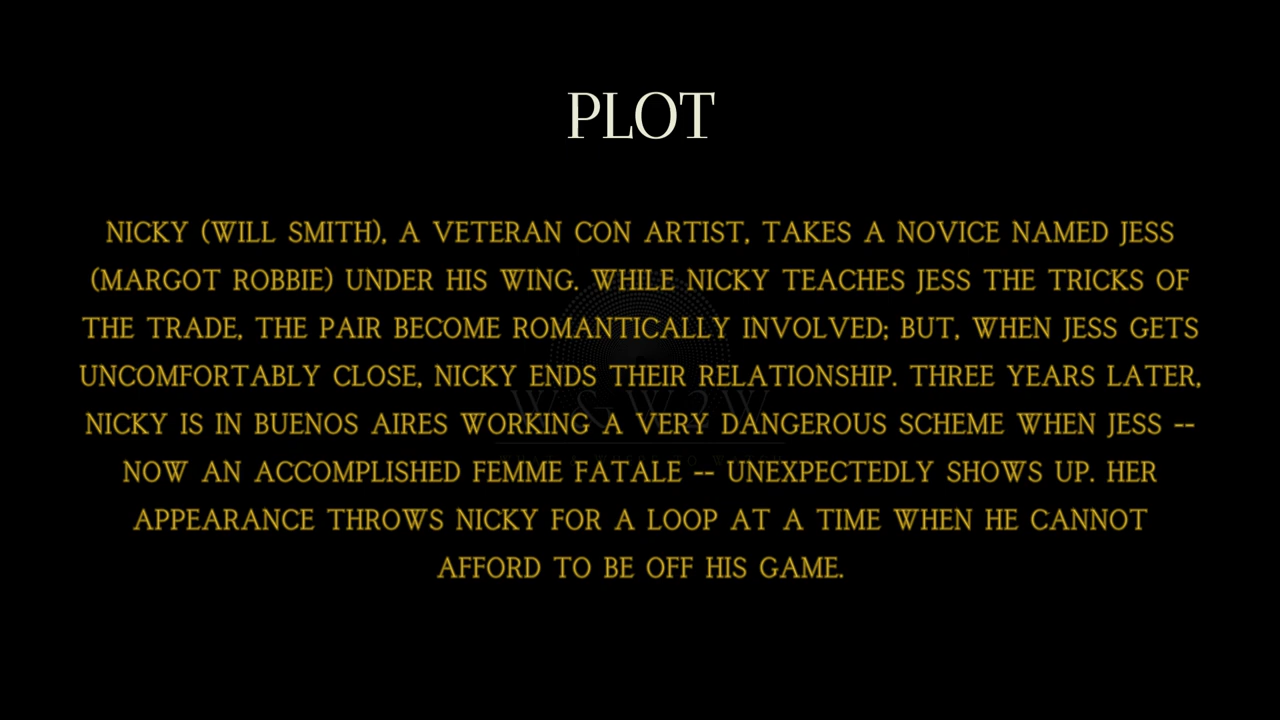 PLOT
NICKY (WILL SMITH), A VETERAN CON ARTIST, TAKES A NOVICE NAMED JESS
(MARGOT ROBBIE) UNDER HIS WING. WHILE NICKY TEACHES JESS THE TRICKS OF
THE TRADE, THE PAIR BECOME ROMANTICALLY INVOLVED; BUT, WHEN JESS GETS
UNCOMFORTABLY CLOSE, NICKY ENDS THEIR RELATIONSHIP. THREE YEARS LATER,
NICKY IS IN BUENOS AIRES WORKING A VERY DANGEROUS SCHEME WHEN JESS --
NOW AN ACCOMPLISHED FEMME FATALE -- UNEXPECTEDLY SHOWS UP. HER
APPEARANCE THROWS NICKY FOR A LOOP AT A TIME WHEN HE CANNOT
AFFORD TO BE OFF HIS GAME.
W&W2W